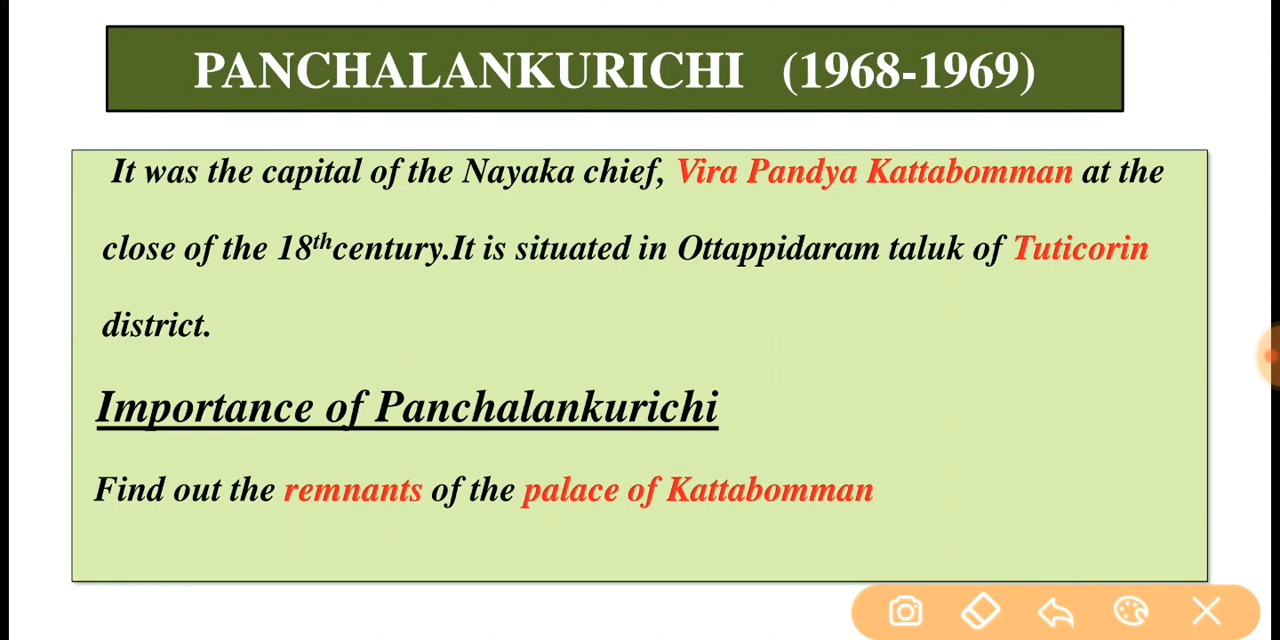 PANCHALANKURICHI (1968-1969)
It was the capital of the Nayaka chief, Vira Pandya Kattabomman at the
close of the 18thcentury.It is situated in Ottappidaram taluk of Tuticorin
district.
Importance of Panchalankurichi
Find out the remnants of the palace of Kattabomman